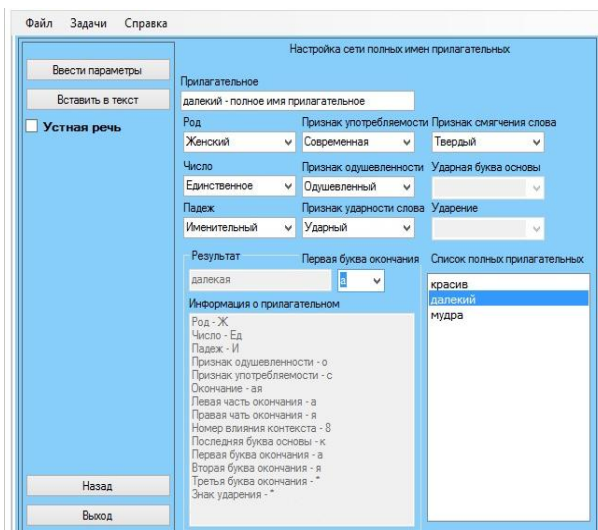 Файл Задачи Справка
Настройка сети полных имен прилагательных
Ввести параметры
Вставить в текст
Устная речь
Прилагательное
далекий - полное имя прилагательное
Род Признак употребляемости Признак смягчения слова
Женский Современная Твердый
Число Признак одушевленности Ударная буква основы
Единственное Одушевленный
Падеж Признак ударности слова Ударение
Именительный Ударный
Результат Первая буква окончания Список полных прилагательных
далекая а
красив
далекий
мудра
Информация о прилагательном
Род - Ж
Число - Ед
Падеж - И
Признак одушевленности - о
Признак употребляемости - с
Окончание - ая
Левая часть окончания - а
Правая чать окончания - я
Номер влияния контекста - 8
Последняя буква основы - к
Первая буква окончания - а
Вторая буква окончания - я
Третья буква окончания - *
Знак ударения - *
Назад
Выход